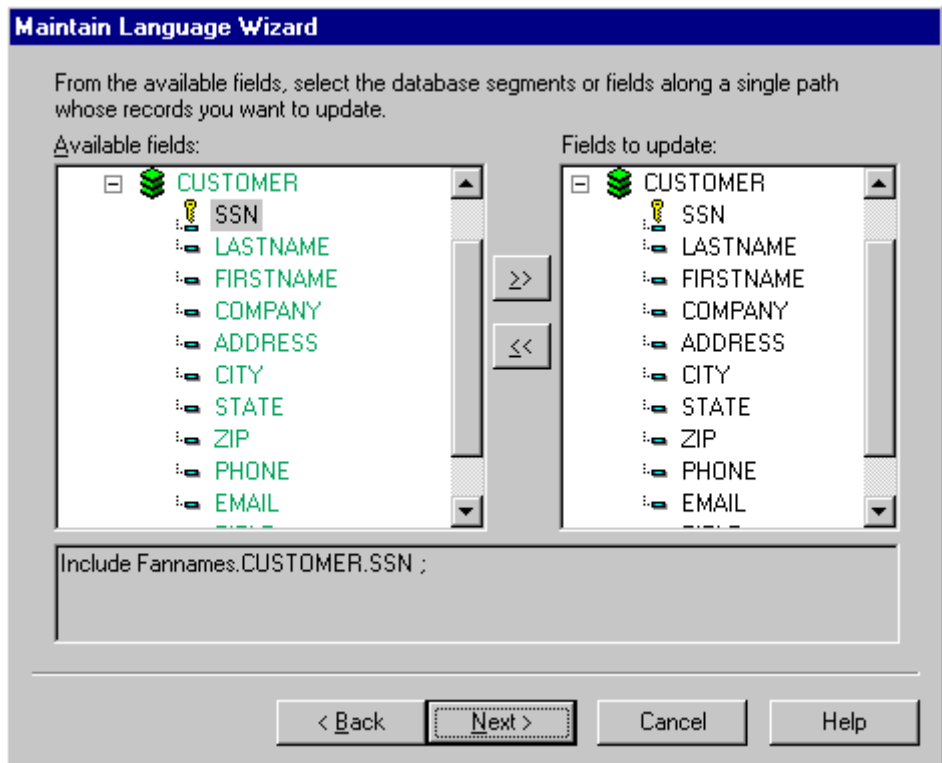 Maintain Language Wizard
From the available fields, select the database segments or fields along a single path
whose records you want to update.
Available fields:
CUSTOMER
SSN
LASTNAME
FIRSTNAME
COMPANY
ADDRESS
CITY
STATE
ZIP
PHONE
EMAIL
>>
<<
Fields to update:
CUSTOMER
SSN
LASTNAME
FIRSTNAME
COMPANY
ADDRESS
CITY
STATE
ZIP
PHONE
EMAIL
Include Fannames.CUSTOMER.SSN ;
< Back
Next >
Cancel
Help